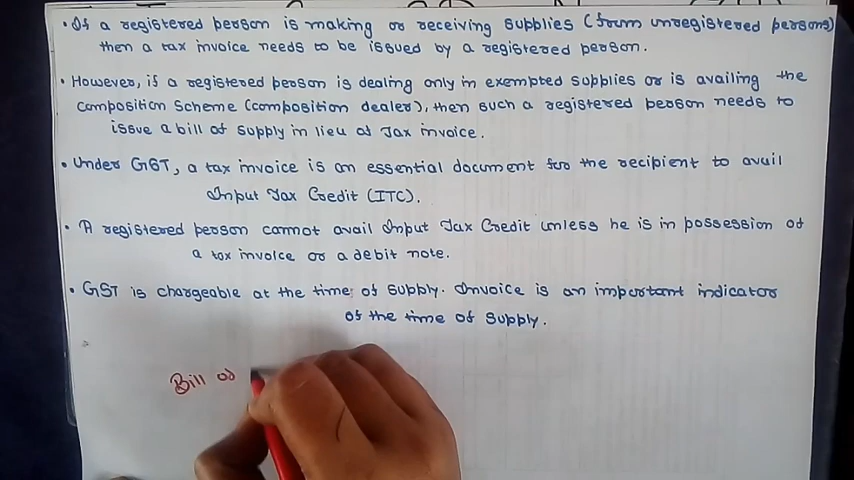 • If a registered person is making or receiving supplies (from unregistered persons)
then a tax invoice needs to be issued by a registered person.
• However, if a registered person is dealing only in exempted supplies or is availing the
composition Scheme (composition dealer), then such a registered person needs to
issue a bill of supply in lieu of Tax invoice.
• Under GST, a tax invoice is an essential document for the recipient to avail
Input Tax Credit (ITC).
• A registered person cannot avail Input Tax Credit unless he is in possession of
a tax invoice or a debit note.
• GST is chargeable at the time of supply. Invoice is an important indicator
of the time of supply.
Bill of